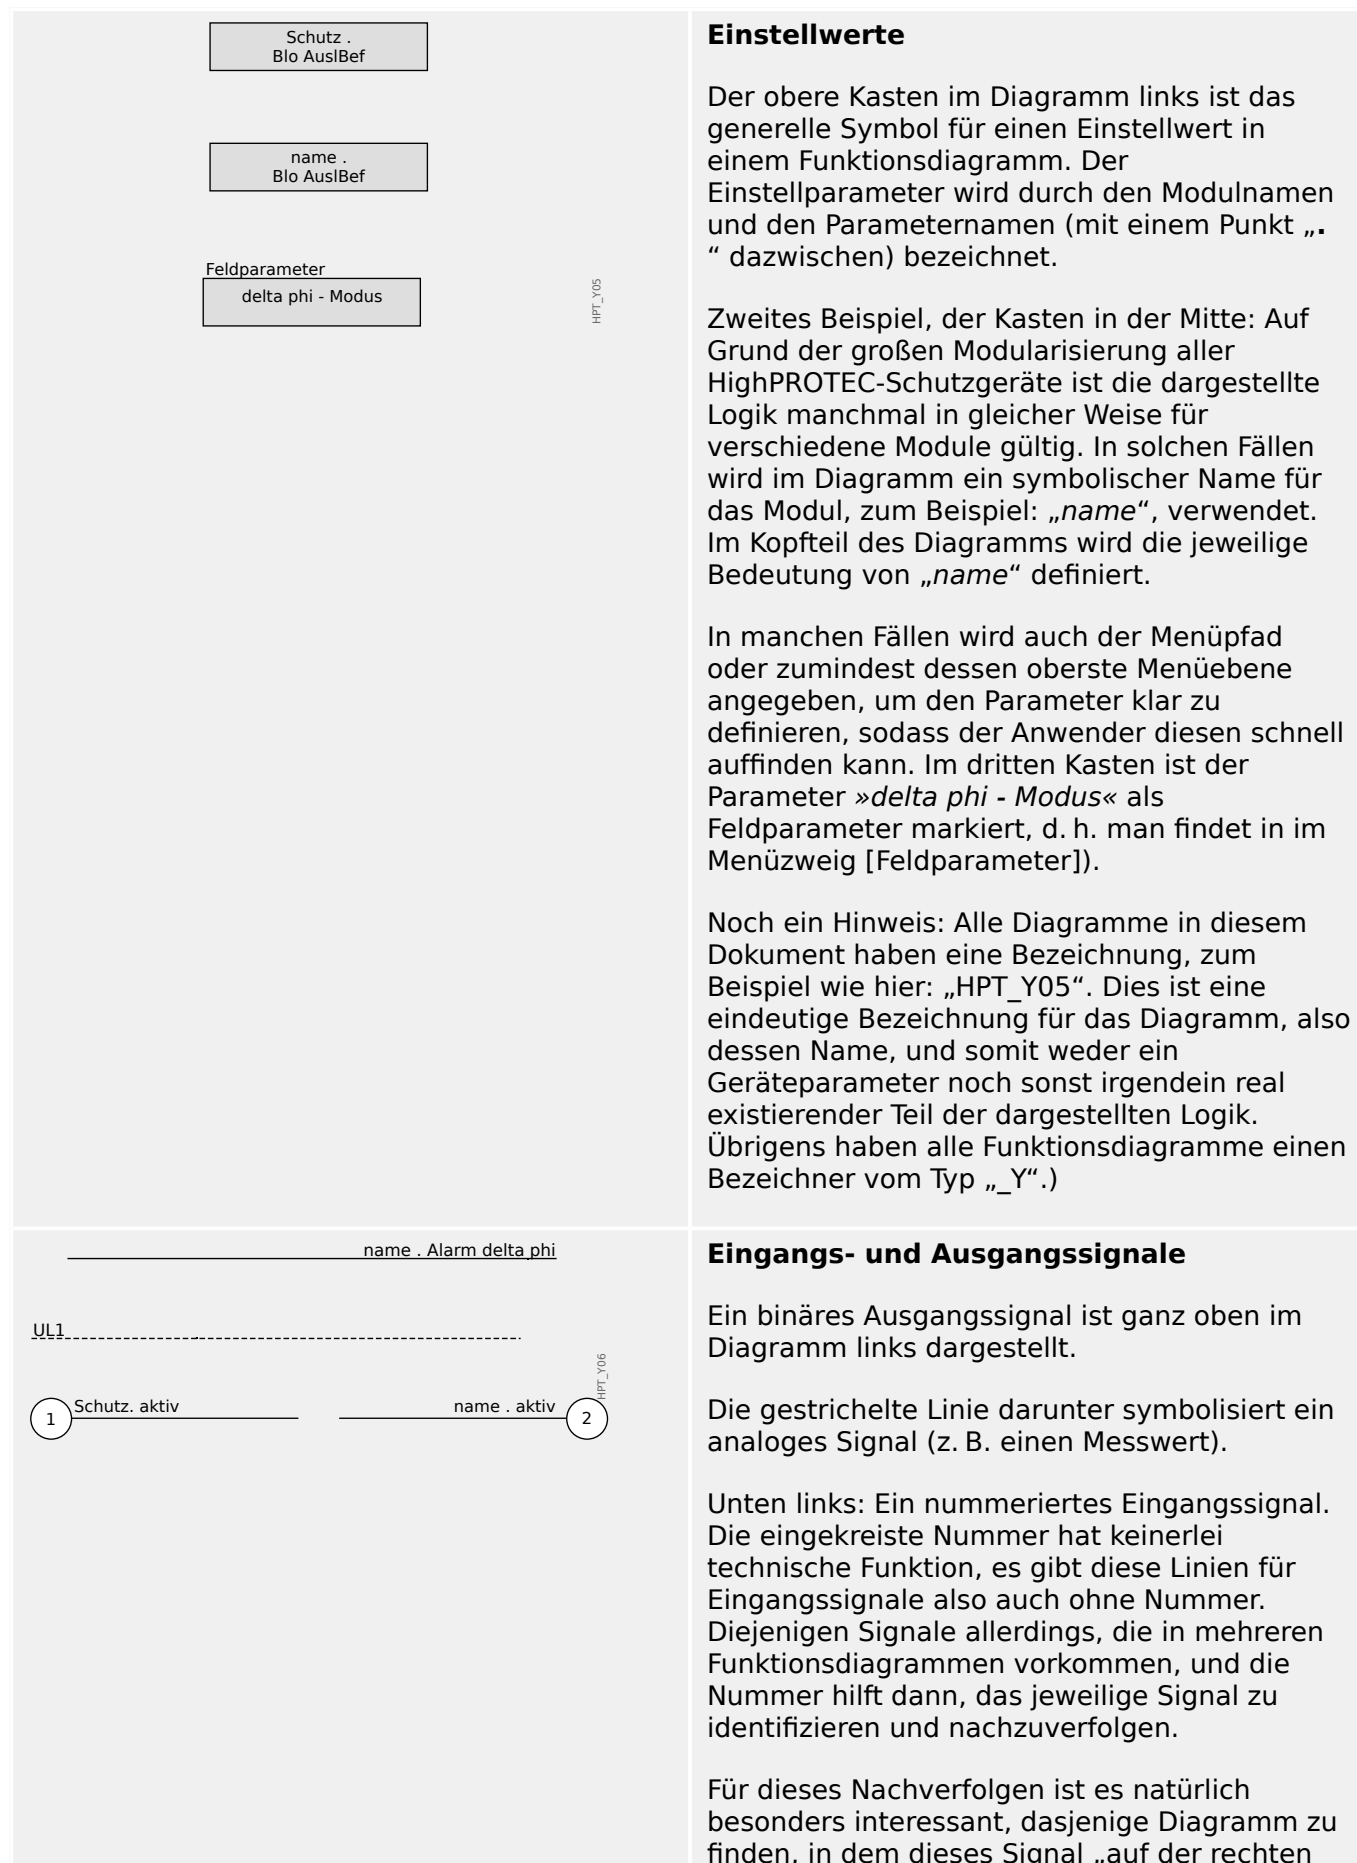 Schutz .
Blo AuslBef
name .
Blo AuslBef
Feldparameter
delta phi - Modus
HPT_Y05
Einstellwerte
Der obere Kasten im Diagramm links ist das
generelle Symbol für einen Einstellwert in
einem Funktionsdiagramm. Der
Einstellparameter wird durch den Modulnamen
und den Parameternamen (mit einem Punkt „.
“ dazwischen) bezeichnet.
Zweites Beispiel, der Kasten in der Mitte: Auf
Grund der großen Modularisierung aller
HighPROTEC-Schutzgeräte ist die dargestellte
Logik manchmal in gleicher Weise für
verschiedene Module gültig. In solchen Fällen
wird im Diagramm ein symbolischer Name für
das Modul, zum Beispiel: „name“, verwendet.
Im Kopfteil des Diagramms wird die jeweilige
Bedeutung von „name“ definiert.
In manchen Fällen wird auch der Menüpfad
oder zumindest dessen oberste Menüebene
angegeben, um den Parameter klar zu
definieren, sodass der Anwender diesen schnell
auffinden kann. Im dritten Kasten ist der
Parameter »delta phi - Modus« als
Feldparameter markiert, d. h. man findet in im
Menüzweig [Feldparameter]).
Noch ein Hinweis: Alle Diagramme in diesem
Dokument haben eine Bezeichnung, zum
Beispiel wie hier: „HPT_Y05“. Dies ist eine
eindeutige Bezeichnung für das Diagramm, also
dessen Name, und somit weder ein
Geräteparameter noch sonst irgendein real
existierender Teil der dargestellten Logik.
Übrigens haben alle Funktionsdiagramme einen
Bezeichner vom Typ „_Y“.)
name . Alarm delta phi
UL1
HPT_Y06
1 Schutz. aktiv name . aktiv 2
Eingangs- und Ausgangssignale
Ein binäres Ausgangssignal ist ganz oben im
Diagramm links dargestellt.
Die gestrichelte Linie darunter symbolisiert ein
analoges Signal (z. B. einen Messwert).
Unten links: Ein nummeriertes Eingangssignal.
Die eingekreiste Nummer hat keinerlei
technische Funktion, es gibt diese Linien für
Eingangssignale also auch ohne Nummer.
Diejenigen Signale allerdings, die in mehreren
Funktionsdiagrammen vorkommen, und die
Nummer hilft dann, das jeweilige Signal zu
identifizieren und nachzuverfolgen.
Für dieses Nachverfolgen ist es natürlich
besonders interessant, dasjenige Diagramm zu
finden, in dem dieses Signal „auf der rechten